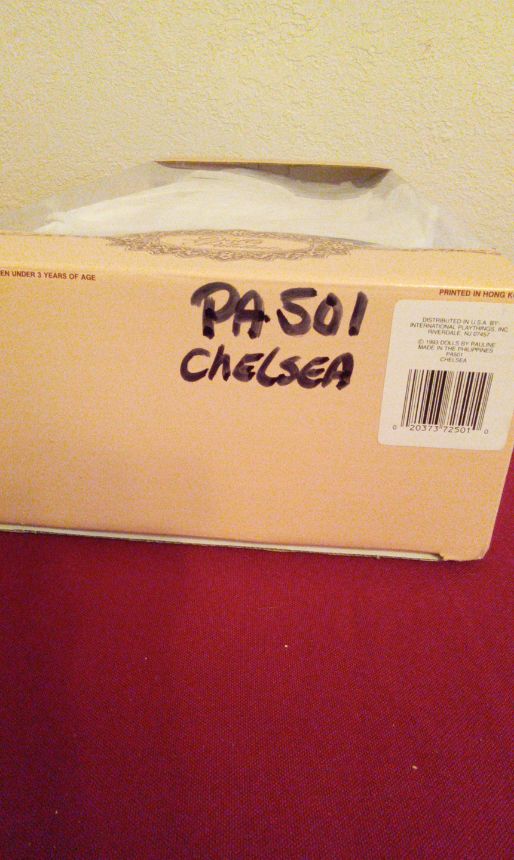 EN UNDER 3 YEARS OF AGE
PRINTED IN HONG K
PA501
CHELSEA
DISTRIBUTED IN U.S.A. BY:
INTERNATIONAL PLAYTHINGS, INC.
RIVERDALE, NJ 07457
© 1993 DOLLS BY PAULINE
MADE IN THE PHILIPPINES
PA501
CHELSEA
0 20373 72501 0